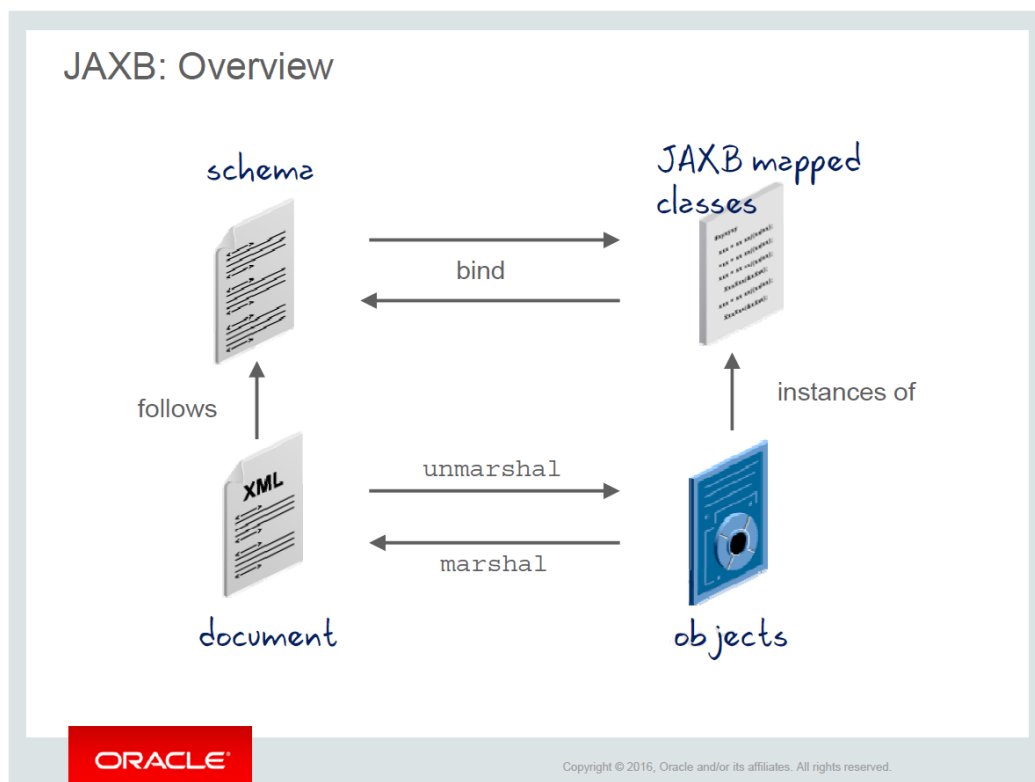 JAXB: Overview
schema
JAXB mapped
classes
bind
follows
instances of
XML
unmarshal
marshal
document
objects
ORACLE®
Copyright © 2016, Oracle and/or its affiliates. All rights reserved.